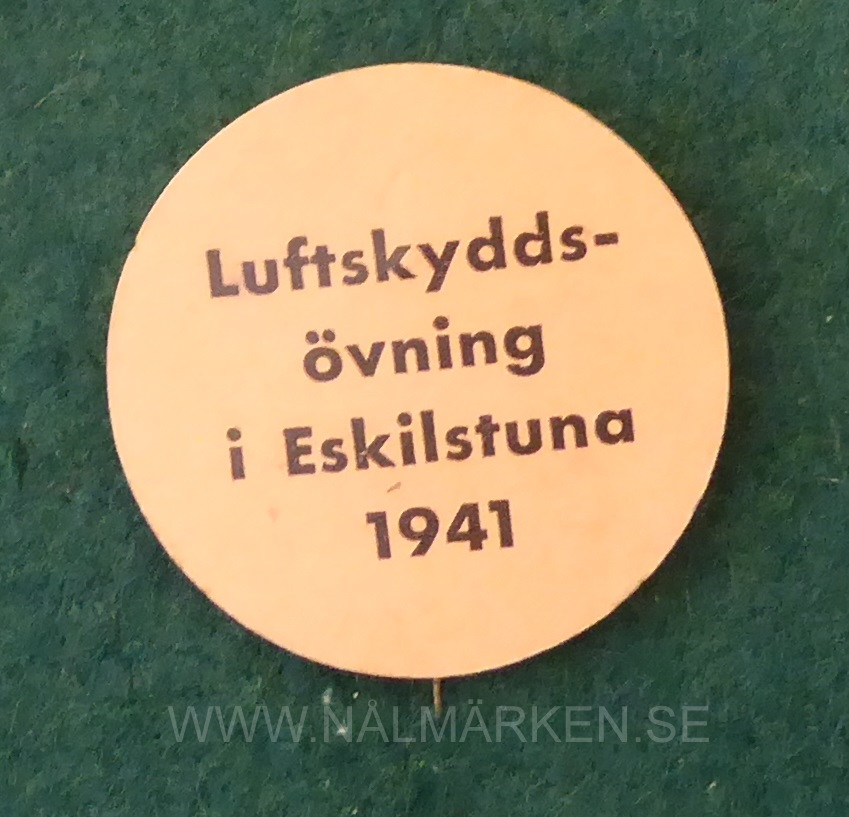 Luftskydds-
övning
i Eskilstuna
1941
WWW.NÅLMÄRKEN.SE